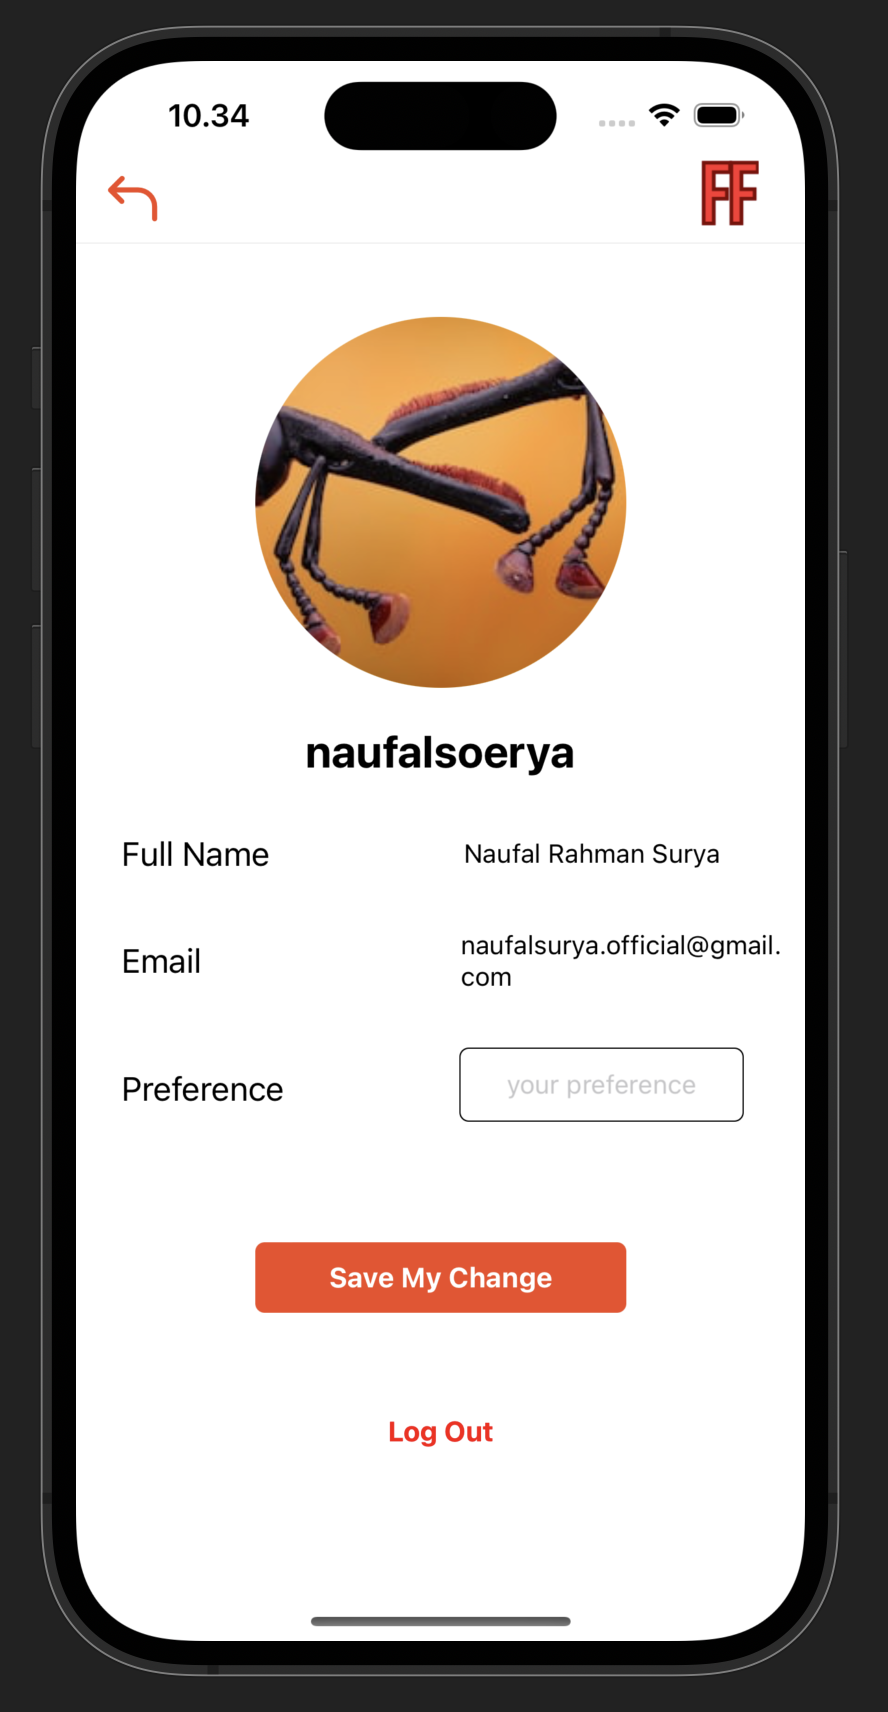 10.34
FF
naufalsoerya
Full Name
Naufal Rahman Surya
Email
naufalsurya.official@gmail.
com
Preference
your preference
Save My Change
Log Out